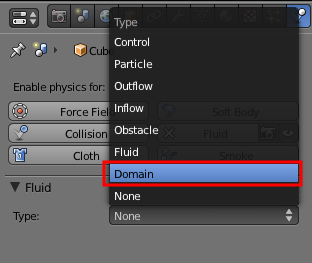 Type
Control
Cube
Particle
Enable physics for:
Outflow
Force Field
Inflow
Soft Body
Collision
Obstacle
Fluid
Cloth
Fluid
Smoke
Fluid
Domain
None
Type:
None